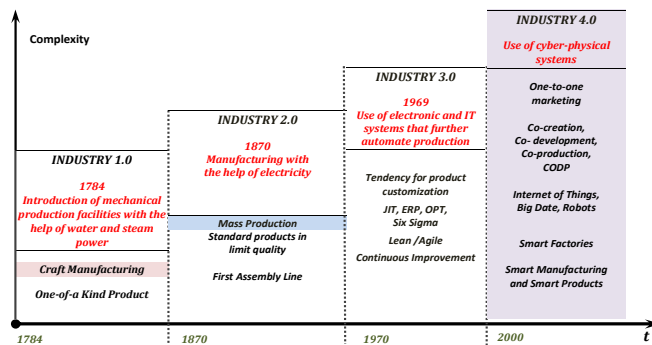 Complexity
INDUSTRY 1.0
1784
Introduction of mechanical
production facilities with the
help of water and steam
power
Craft Manufacturing
One-of-a Kind Product
INDUSTRY 2.0
1870
Manufacturing with
the help of electricity
Mass Production
Standard products in
limit quality
First Assembly Line
INDUSTRY 3.0
1969
Use of electronic and IT
systems that further
automate production
Tendency for product
customization
JIT, ERP, OPT,
Six Sigma
Lean /Agile
Continuous Improvement
INDUSTRY 4.0
Use of cyber-physical
systems
One-to-one
marketing
Co-creation,
Co- development,
Co-production,
CODP
Internet of Things,
Big Date, Robots
Smart Factories
Smart Manufacturing
and Smart Products
1784
1870
1970
2000
t